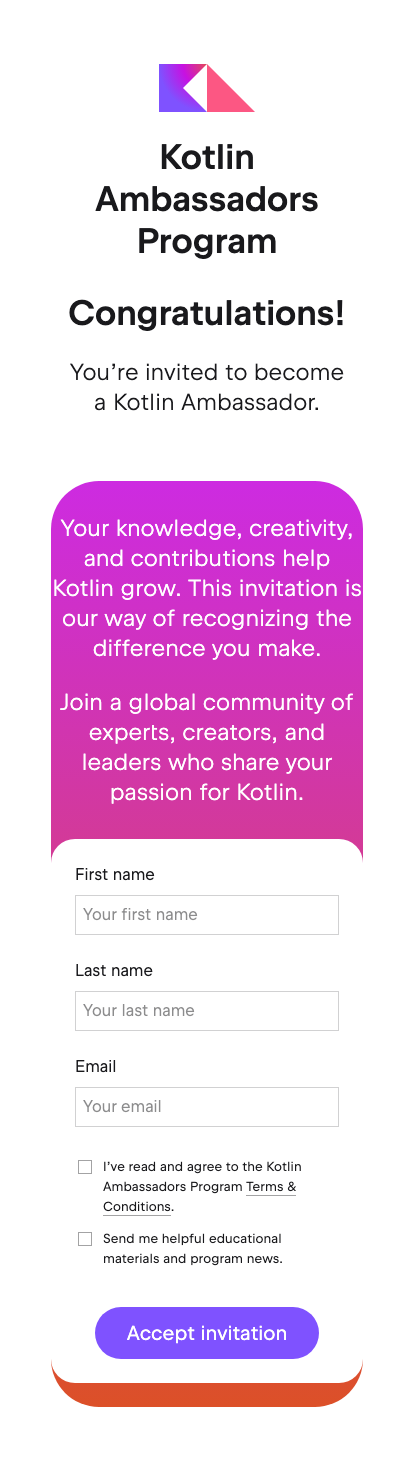 Kotlin
Ambassadors
Program
Congratulations!
You’re invited to become
a Kotlin Ambassador.
Your knowledge, creativity,
and contributions help
Kotlin grow. This invitation is
our way of recognizing the
difference you make.
Join a global community of
experts, creators, and
leaders who share your
passion for Kotlin.
First name
Your first name
Last name
Your last name
Email
Your email
I’ve read and agree to the Kotlin
Ambassadors Program Terms &
Conditions.
Send me helpful educational
materials and program news.
Accept invitation